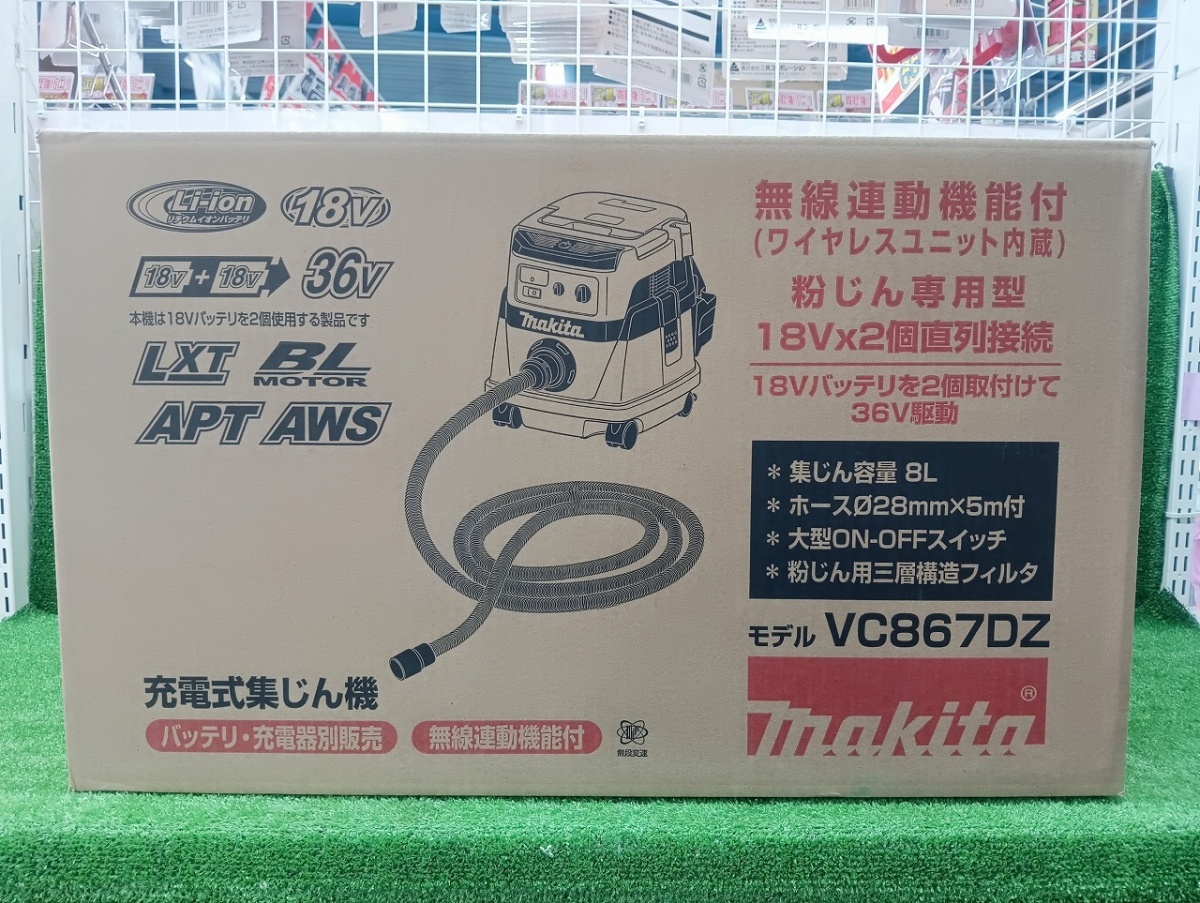 Li-ion
リチウムイオンバッテリ
18V
18V + 18V
36V
本機は18Vバッテリを2個使用する製品です
LXT
BL
MOTOR
APT
AWS
makita
無線連動機能付
(ワイヤレスユニット内蔵)
粉じん専用型
18Vx2個直列接続
18Vバッテリを2個取付けて
36V駆動
＊ 集じん容量 8L
＊ ホースØ28mm×5m付
＊ 大型ON-OFFスイッチ
＊ 粉じん用三層構造フィルタ
モデル VC867DZ
makita®
充電式集じん機
バッテリ・充電器別販売
無線連動機能付
無段変速